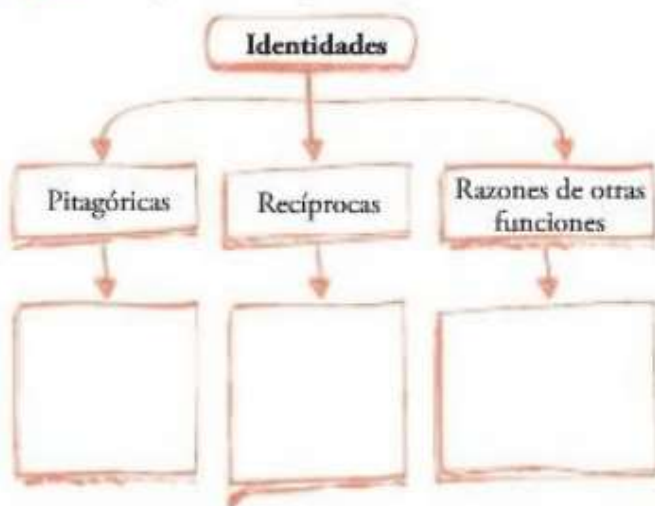 Identidades
Pitagóricas
Recíprocas
Razones de otras
funciones